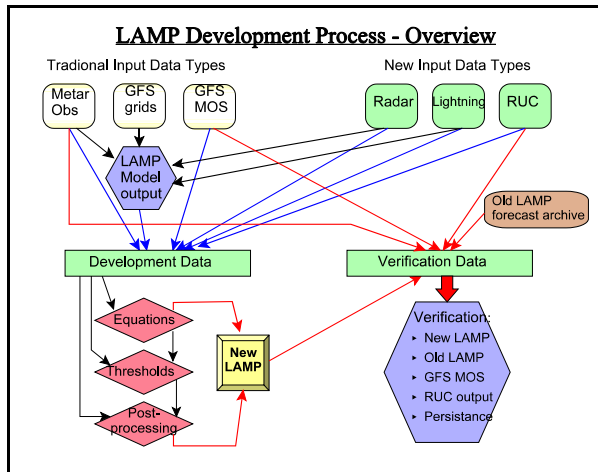 LAMP Development Process - Overview
Tradional Input Data Types
New Input Data Types
Metar
Obs
GFS
grids
GFS
MOS
Radar
Lightning
RUC
LAMP
Model
output
Old LAMP
forecast archive
Development Data
Verification Data
Equations
Thresholds
Post-
processing
New
LAMP
Verification:
▸ New LAMP
▸ Old LAMP
▸ GFS MOS
▸ RUC output
▸ Persistance